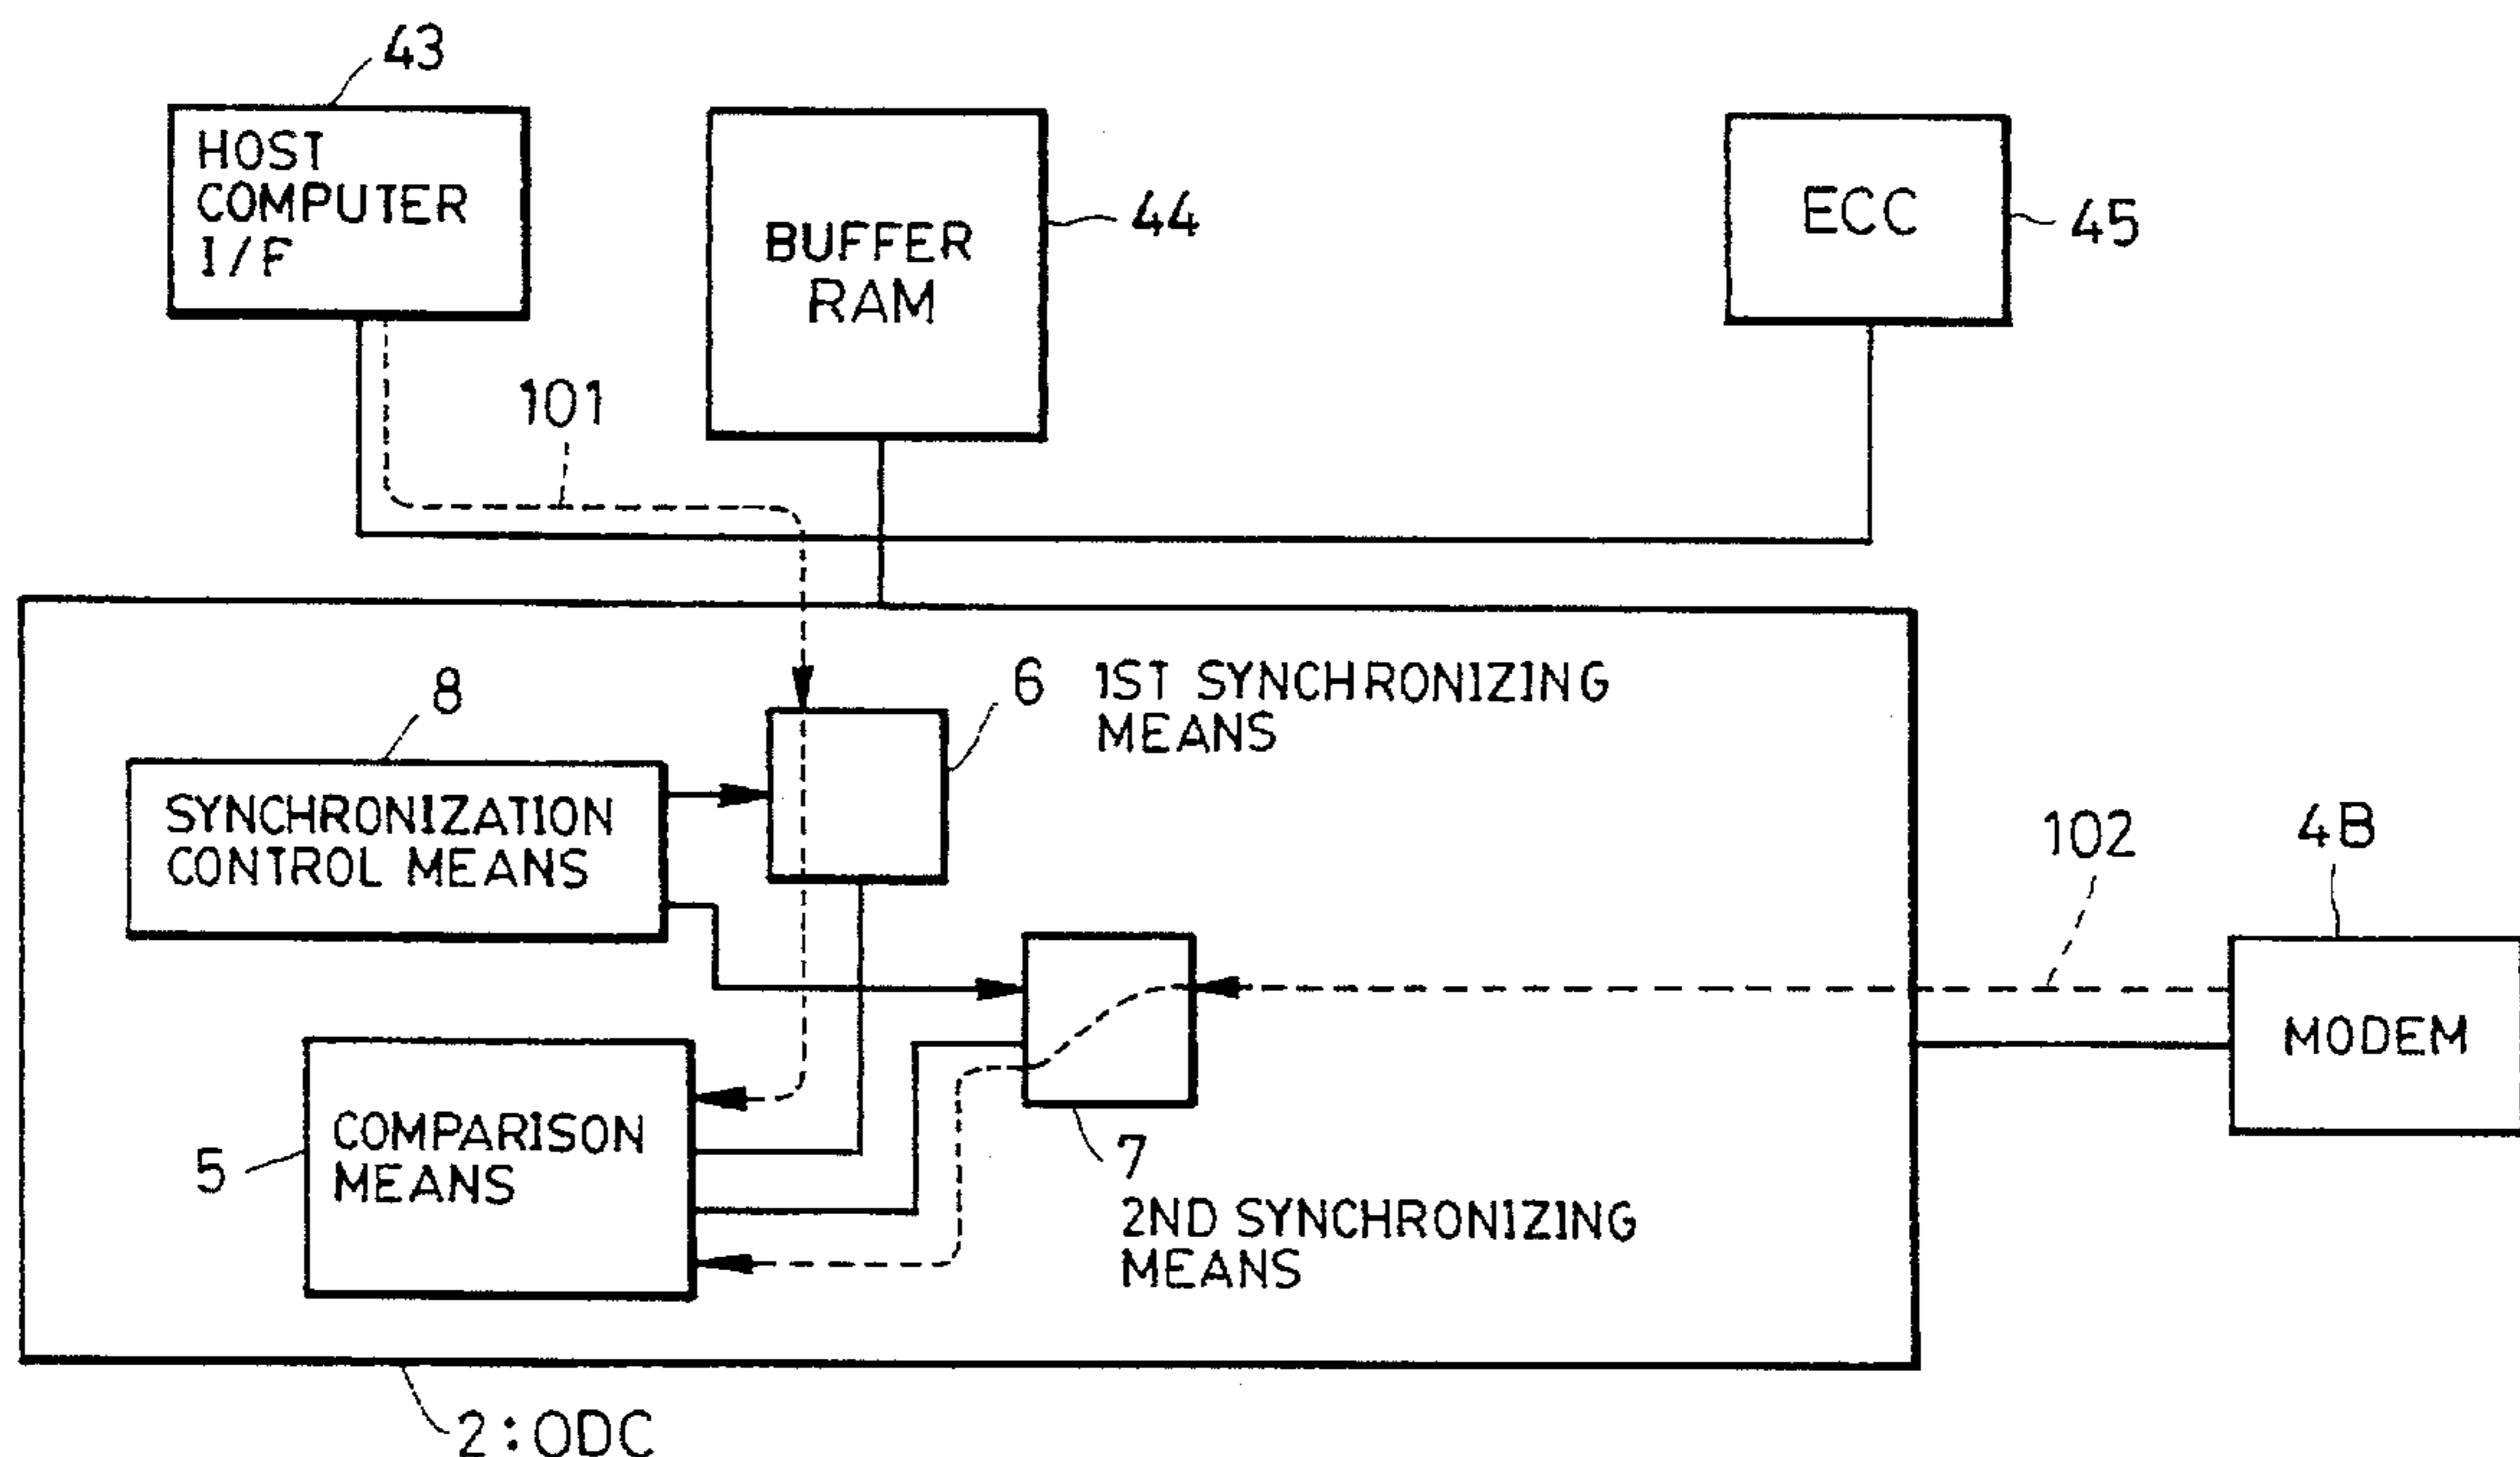 43
HOST
COMPUTER
I/F
BUFFER
RAM
44
ECC
45
101
8
6
1ST SYNCHRONIZING
MEANS
SYNCHRONIZATION
CONTROL MEANS
102
4B
MODEM
5
COMPARISON
MEANS
7
2ND SYNCHRONIZING
MEANS
2:ODC